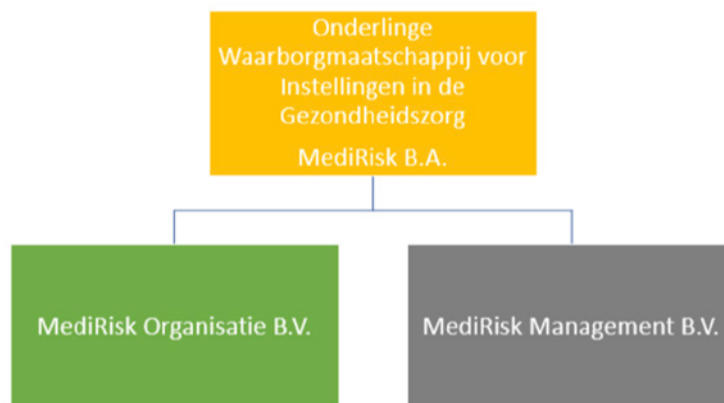 Onderlinge
Waarborgmaatschappij voor
Instellingen in de
Gezondheidszorg
MediRisk B.A.
MediRisk Organisatie B.V.
MediRisk Management B.V.